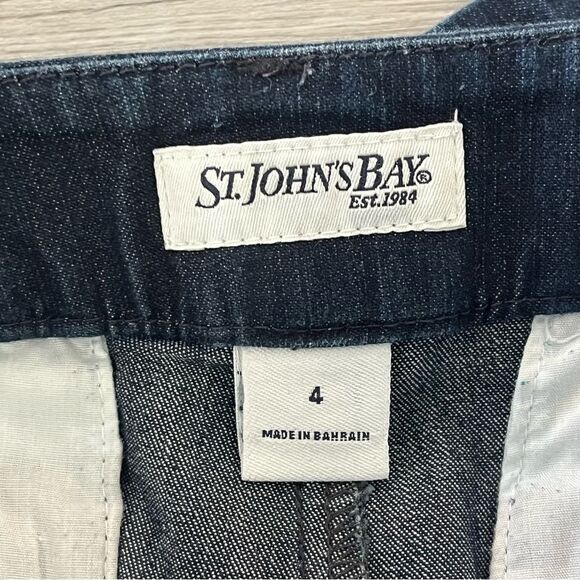 ST. JOHN'S BAY®
Est. 1984
4
MADE IN BAHRAIN